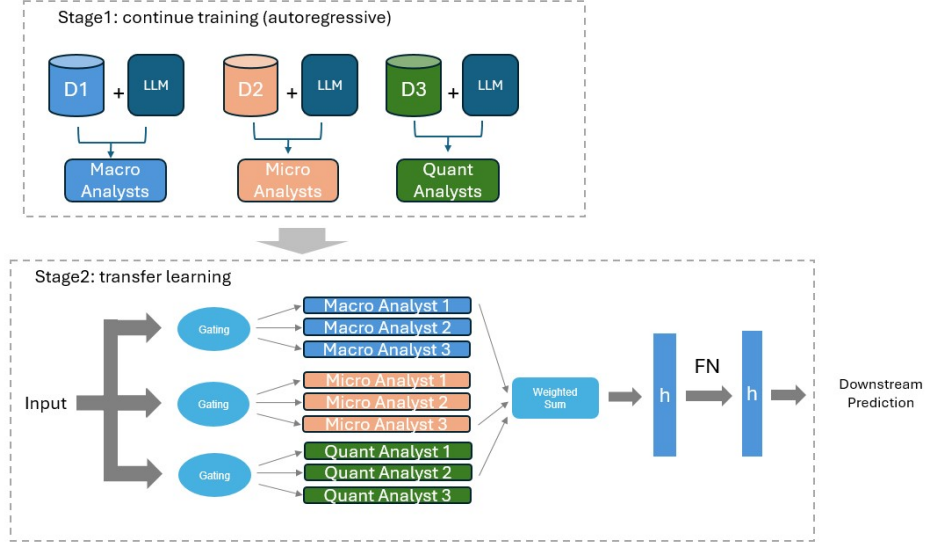 Stage1: continue training (autoregressive)
D1
+
LLM
D2
+
LLM
D3
+
LLM
Macro
Analysts
Micro
Analysts
Quant
Analysts
Stage2: transfer learning
Input
Gating
Macro Analyst 1
Macro Analyst 2
Macro Analyst 3
Gating
Micro Analyst 1
Micro Analyst 2
Micro Analyst 3
Gating
Quant Analyst 1
Quant Analyst 2
Quant Analyst 3
Weighted
Sum
h
FN
h
Downstream
Prediction